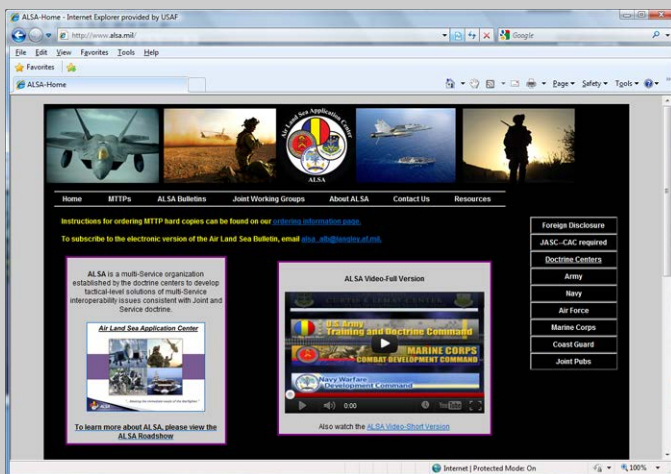 ALSA-Home - Internet Explorer provided by USAF
http://www.alsa.mil/
Google
File Edit View Favorites Tools Help
Favorites
ALSA-Home
Page Safety Tools
Air Land Sea Application Center
ALSA
Home MTTPs ALSA Bulletins Joint Working Groups About ALSA Contact Us Resources
Instructions for ordering MTTP hard copies can be found on our ordering information page.
To subscribe to the electronic version of the Air Land Sea Bulletin, email alsa_alb@langley.af.mil.
Foreign Disclosure
JASC--CAC required
Doctrine Centers
Army
Navy
Air Force
Marine Corps
Coast Guard
Joint Pubs
ALSA is a multi-Service organization
established by the doctrine centers to develop
tactical-level solutions of multi-Service
interoperability issues consistent with Joint and
Service doctrine.
Air Land Sea Application Center
ALSA
To learn more about ALSA, please view the
ALSA Roadshow
ALSA Video-Full Version
U.S. Army
Training and Doctrine Command
MARINE CORPS
COMBAT DEVELOPMENT COMMAND
Navy Warfare
Development Command
0:00
YouTube
Also watch the ALSA Video-Short Version
Internet | Protected Mode: On
100%